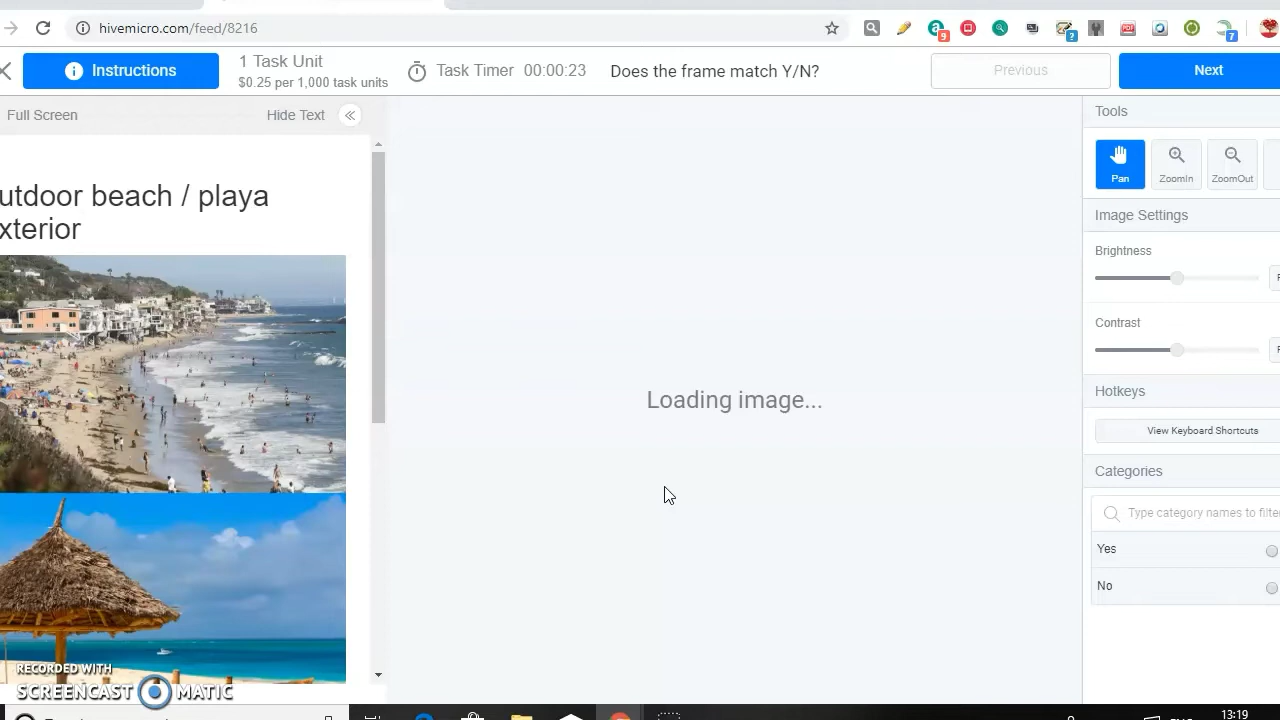 hivemicro.com/feed/8216
9
?
7
Instructions
1 Task Unit
$0.25 per 1,000 task units
Task Timer 00:00:23
Does the frame match Y/N?
Previous
Next
Full Screen
Hide Text
Tools
utdoor beach / playa
xterior
Pan
ZoomIn
ZoomOut
Image Settings
Brightness
Contrast
Loading image...
Hotkeys
View Keyboard Shortcuts
Categories
Type category names to filter
Yes
No
RECORDED WITH
SCREENCAST MATIC
13:19